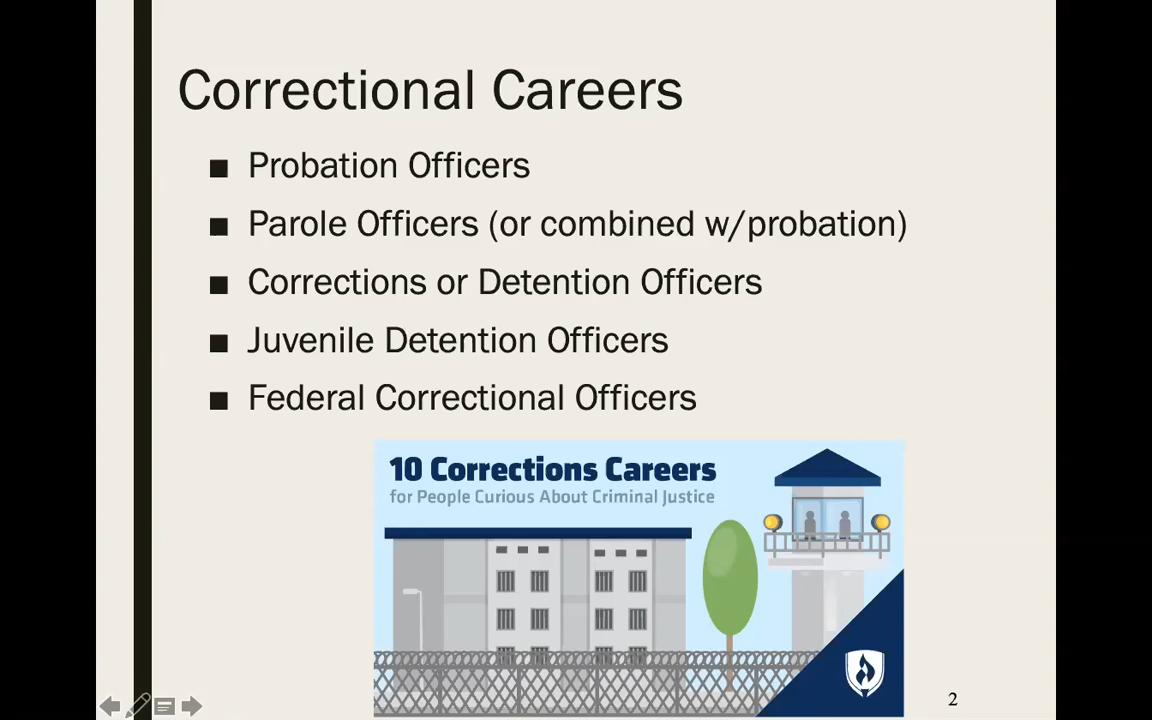 Correctional Careers
■ Probation Officers
■ Parole Officers (or combined w/probation)
■ Corrections or Detention Officers
■ Juvenile Detention Officers
■ Federal Correctional Officers
10 Corrections Careers
for People Curious About Criminal Justice
2